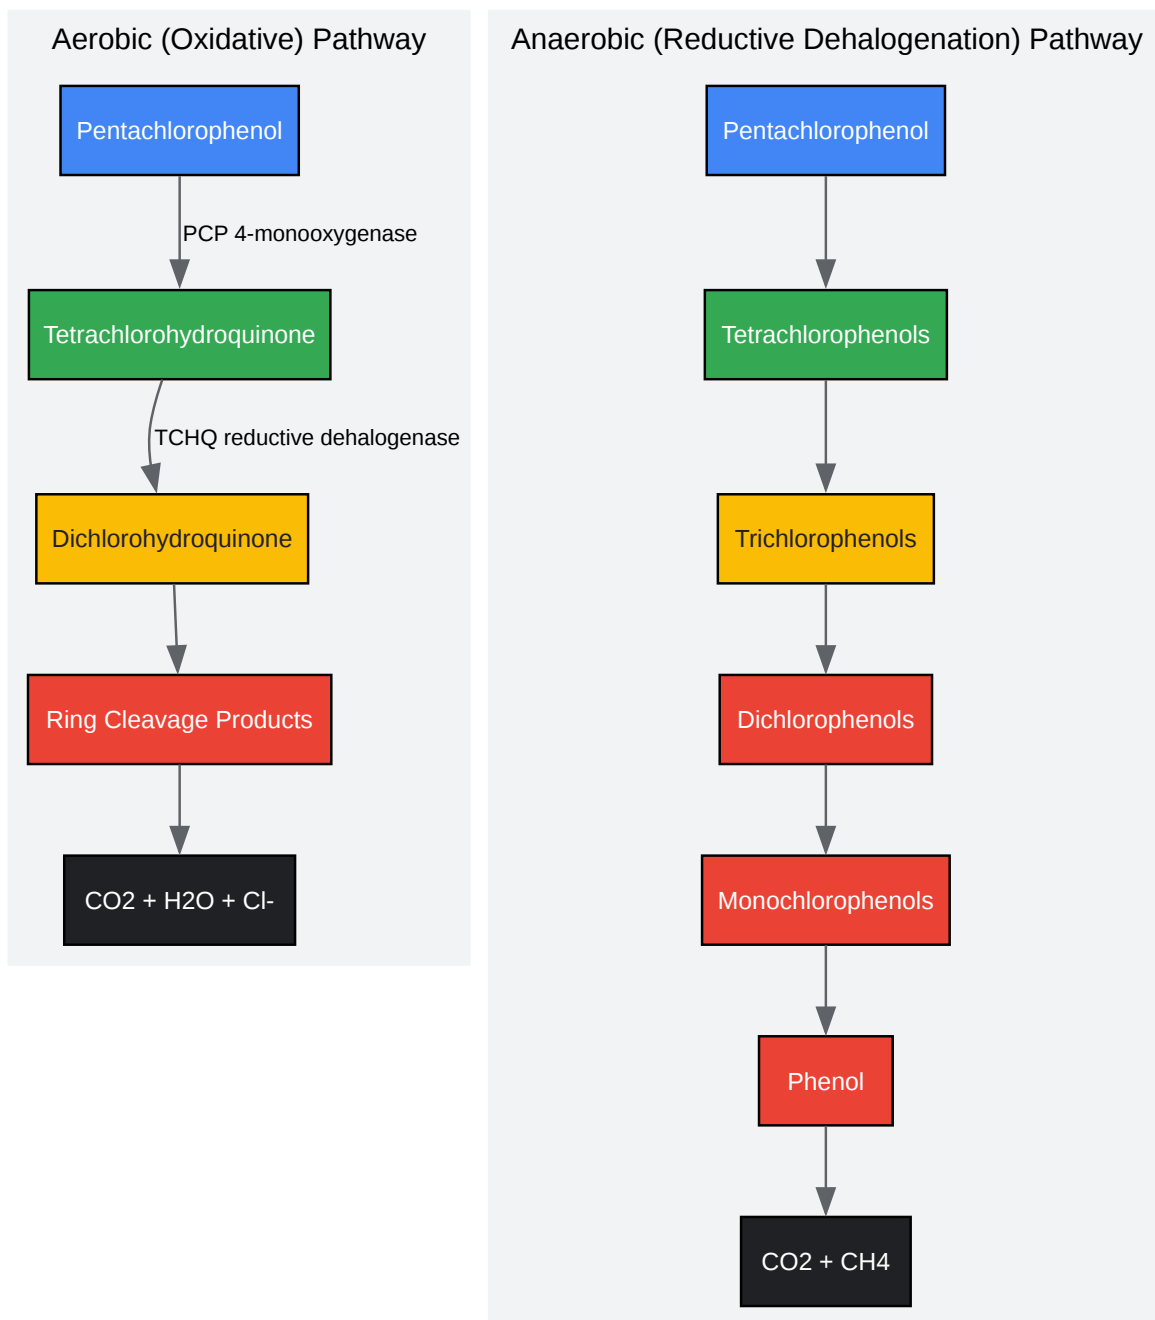 Aerobic (Oxidative) Pathway
Pentachlorophenol
PCP 4-monooxygenase
Tetrachlorohydroquinone
TCHQ reductive dehalogenase
Dichlorohydroquinone
Ring Cleavage Products
CO2 + H2O + Cl-
Anaerobic (Reductive Dehalogenation) Pathway
Pentachlorophenol
Tetrachlorophenols
Trichlorophenols
Dichlorophenols
Monochlorophenols
Phenol
CO2 + CH4